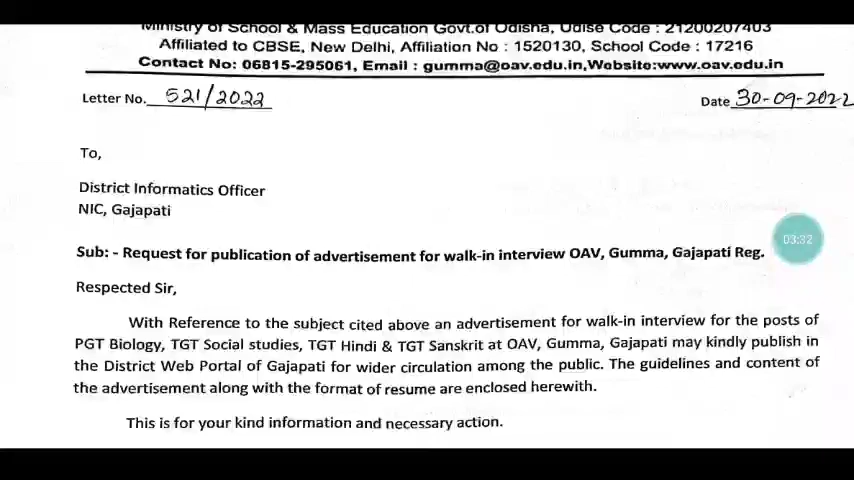 Ministry of School & Mass Education Govt.of Odisha, Udise Code : 21200207403
Affiliated to CBSE, New Delhi, Affiliation No : 1520130, School Code : 17216
Contact No: 06815-295061, Email : gumma@oav.edu.in,Website:www.oav.edu.in
Letter No. 521/2022
Date 30-09-2022
To,
District Informatics Officer
NIC, Gajapati
03:32
Sub: - Request for publication of advertisement for walk-in interview OAV, Gumma, Gajapati Reg.
Respected Sir,
With Reference to the subject cited above an advertisement for walk-in interview for the posts of
PGT Biology, TGT Social studies, TGT Hindi & TGT Sanskrit at OAV, Gumma, Gajapati may kindly publish in
the District Web Portal of Gajapati for wider circulation among the public. The guidelines and content of
the advertisement along with the format of resume are enclosed herewith.
This is for your kind information and necessary action.